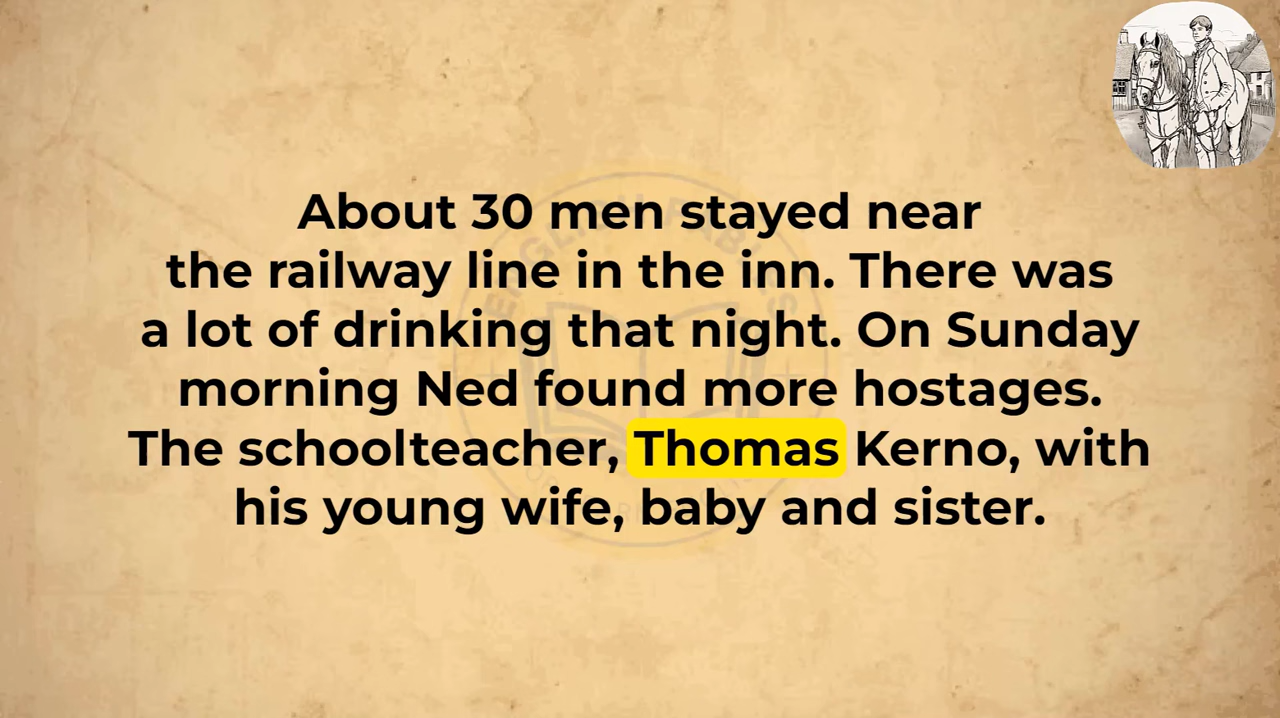 About 30 men stayed near
the railway line in the inn. There was
a lot of drinking that night. On Sunday
morning Ned found more hostages.
The schoolteacher, Thomas Kerno, with
his young wife, baby and sister.